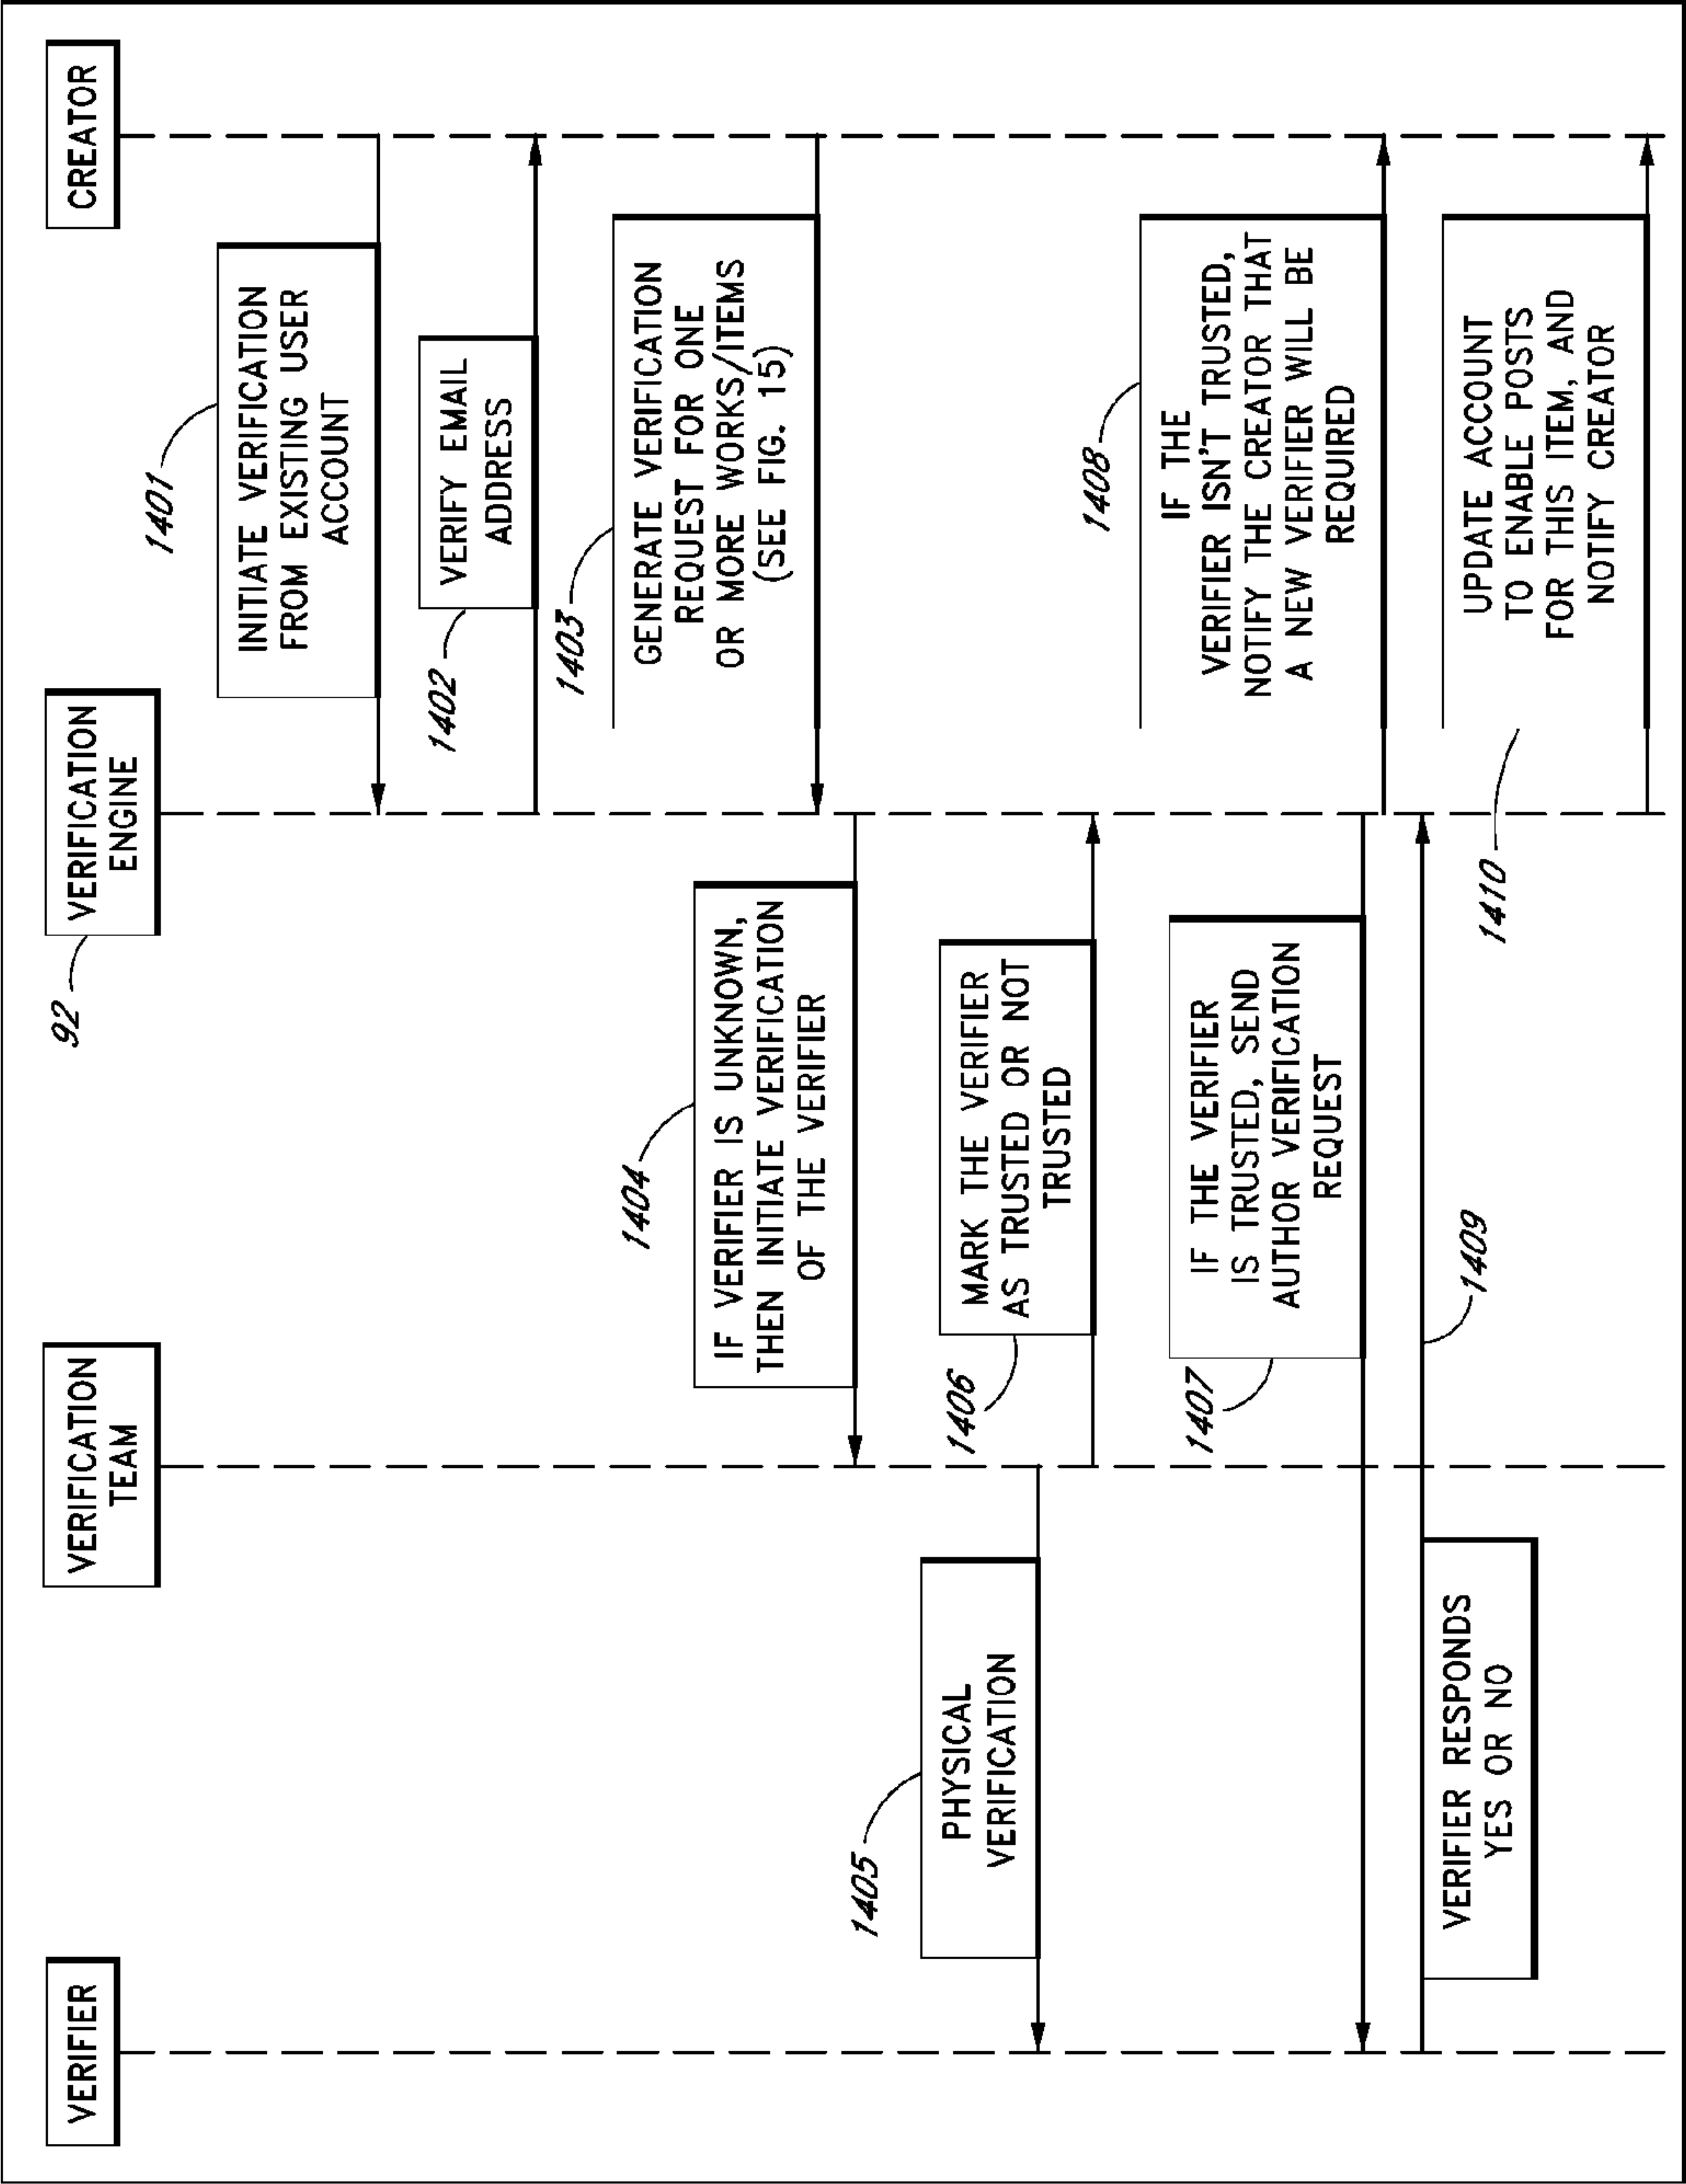 VERIFIER
VERIFICATION
TEAM
92
VERIFICATION
ENGINE
CREATOR
1401
INITIATE VERIFICATION
FROM EXISTING USER
ACCOUNT
1402
VERIFY EMAIL
ADDRESS
1403
GENERATE VERIFICATION
REQUEST FOR ONE
OR MORE WORKS/ITEMS
(SEE FIG. 15)
1404
IF VERIFIER IS UNKNOWN,
THEN INITIATE VERIFICATION
OF THE VERIFIER
1405
PHYSICAL
VERIFICATION
1406
MARK THE VERIFIER
AS TRUSTED OR NOT
TRUSTED
1407
IF THE VERIFIER
IS TRUSTED, SEND
AUTHOR VERIFICATION
REQUEST
1408
IF THE
VERIFIER ISN'T TRUSTED,
NOTIFY THE CREATOR THAT
A NEW VERIFIER WILL BE
REQUIRED
1409
VERIFIER RESPONDS
YES OR NO
1410
UPDATE ACCOUNT
TO ENABLE POSTS
FOR THIS ITEM, AND
NOTIFY CREATOR